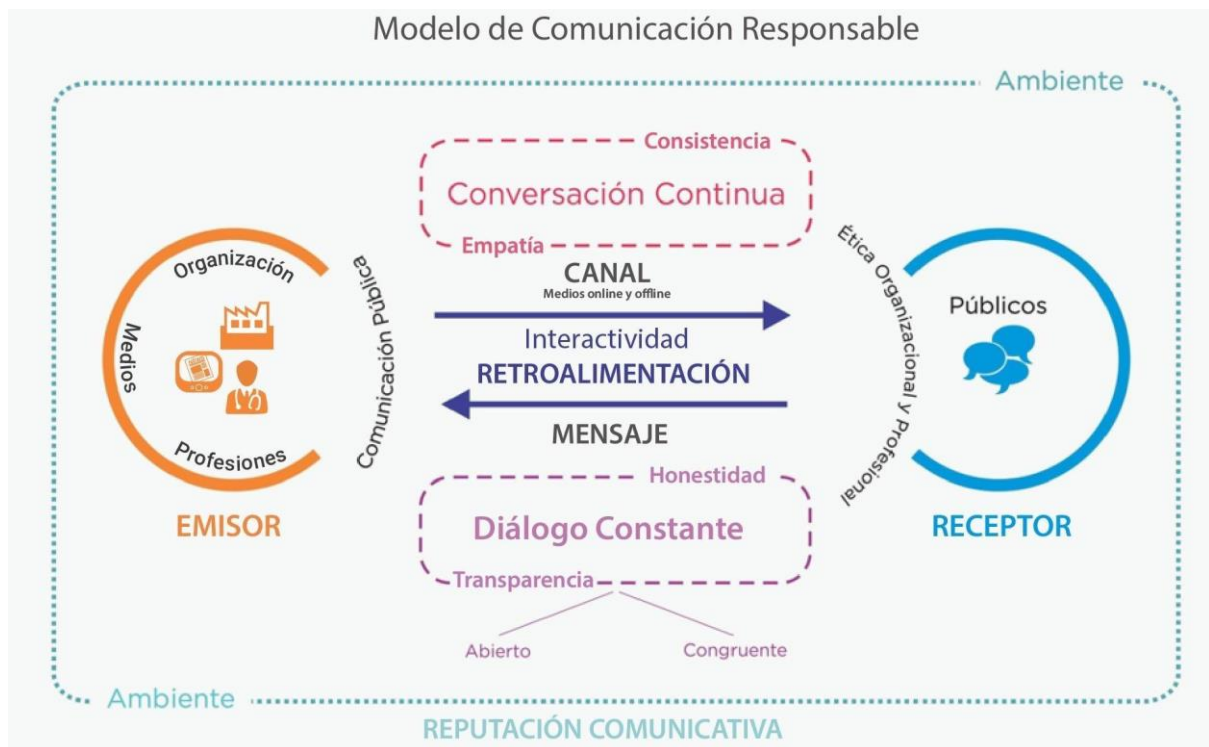 Modelo de Comunicación Responsable
Ambiente
Consistencia
Conversación Continua
Empatía
Organización
Medios
Profesiones
Comunicación Pública
EMISOR
CANAL
Medios online y offline
Interactividad
RETROALIMENTACIÓN
MENSAJE
Ética Organizacional y Profesional
Públicos
RECEPTOR
Honestidad
Diálogo Constante
Transparencia
Abierto
Congruente
Ambiente
REPUTACIÓN COMUNICATIVA